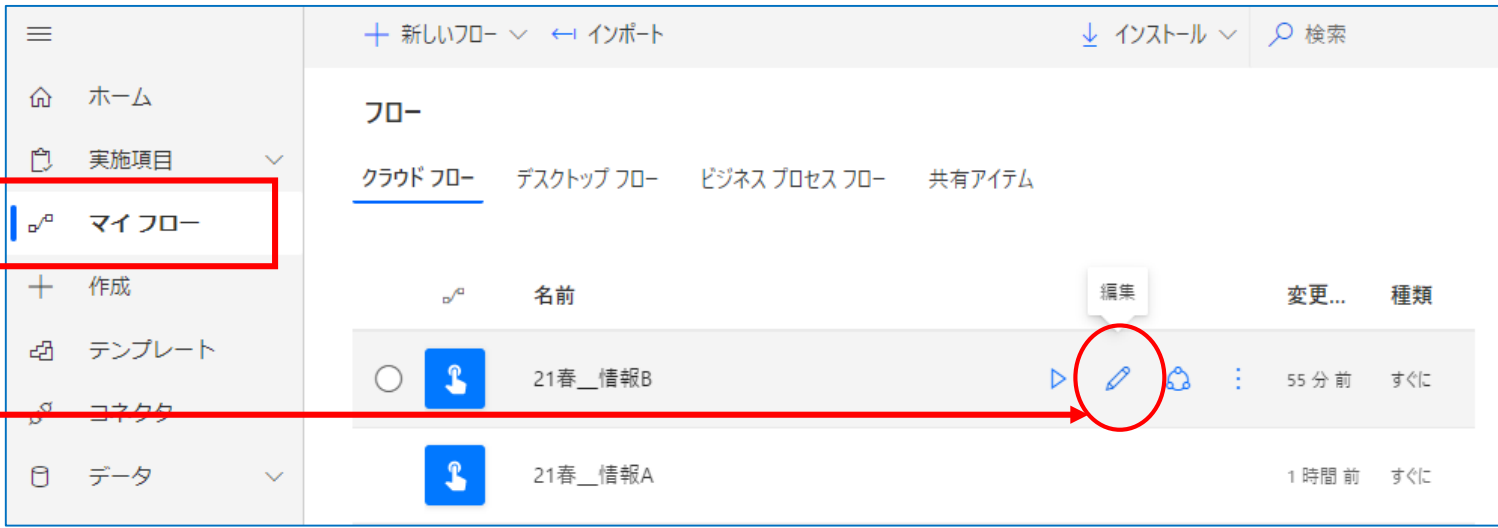 新しいフロー インポート インストール 検索
ホーム
実施項目
マイ フロー
作成
テンプレート
コネクタ
データ
フロー
クラウド フロー デスクトップ フロー ビジネス プロセス フロー 共有アイテム
編集
名前 変更... 種類
21春__情報B 55 分 前 すぐに
21春__情報A 1 時間 前 すぐに